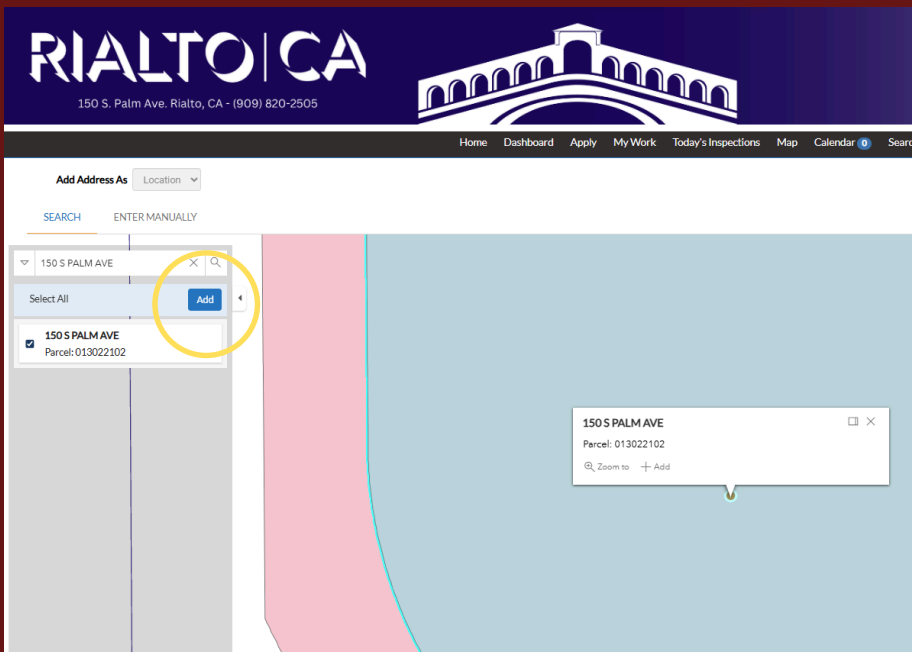 RIALTO|CA
150 S. Palm Ave. Rialto, CA - (909) 820-2505
Home Dashboard Apply My Work Today's Inspections Map Calendar 0
Add Address As Location
SEARCH ENTER MANUALLY
150 S PALM AVE
Select All Add
150 S PALM AVE
Parcel: 013022102
150 S PALM AVE
Parcel: 013022102
Zoom to Add